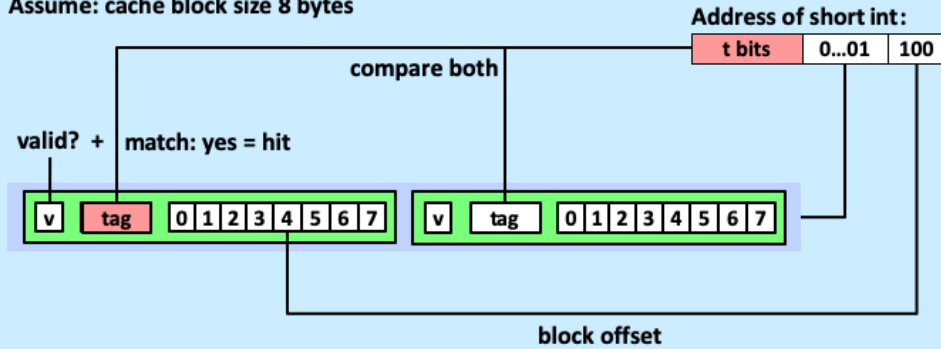 Assume: cache block size 8 bytes
Address of short int:
t bits 0...01 100
compare both
valid? + match: yes = hit
v tag 0 1 2 3 4 5 6 7 v tag 0 1 2 3 4 5 6 7
block offset